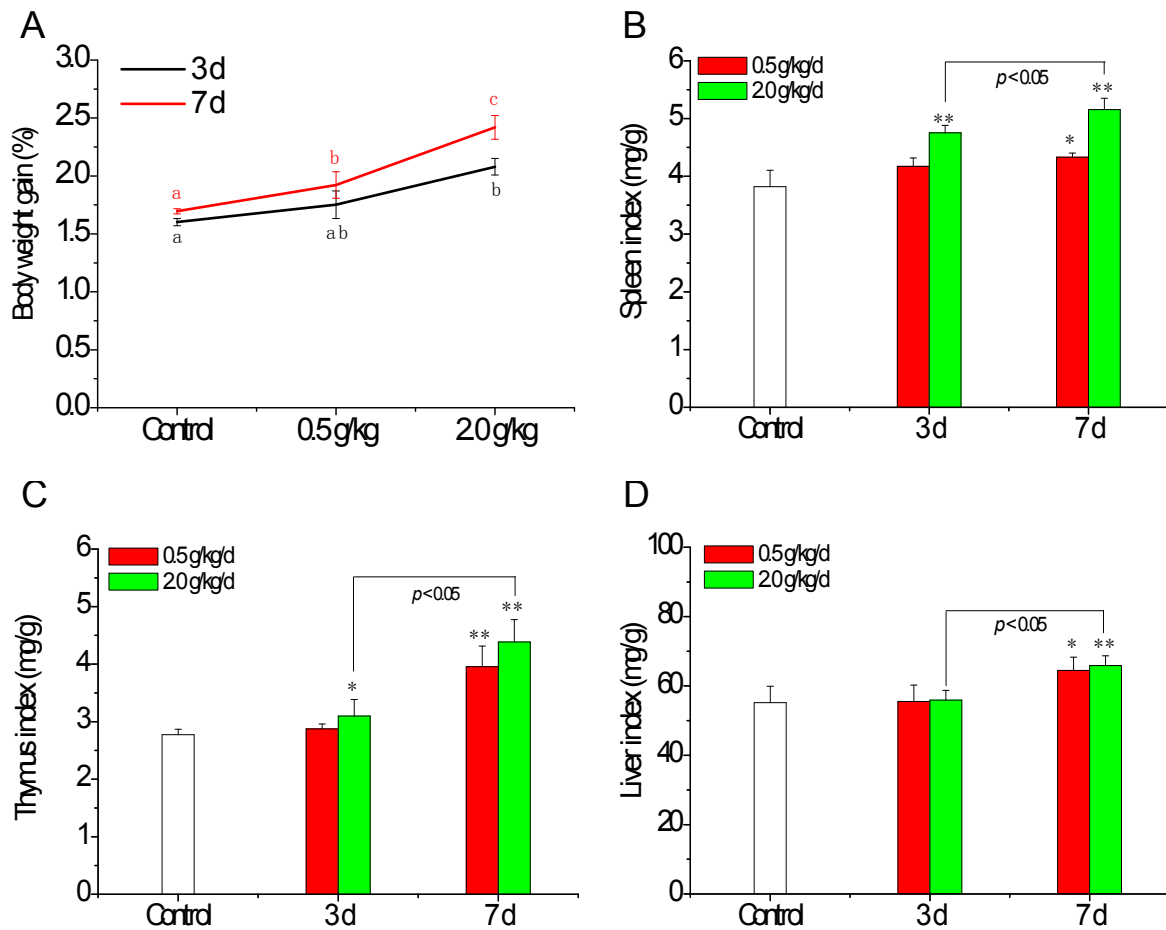 A
3d
7d
3.0
2.5
2.0
1.5
1.0
0.5
0.0
Body weight gain (%)
a
b
c
a
ab
b
Control 0.5 g/kg 2.0 g/kg
B
0.5 g/kg/d
2.0 g/kg/d
6
5
4
3
2
1
0
Spleen index (mg/g)
p<0.05
**
*
**
Control 3d 7d
C
0.5 g/kg/d
2.0 g/kg/d
6
5
4
3
2
1
0
Thymus index (mg/g)
p<0.05
*
**
**
Control 3d 7d
D
0.5 g/kg/d
2.0 g/kg/d
100
80
60
40
20
0
Liver index (mg/g)
p<0.05
*
**
Control 3d 7d